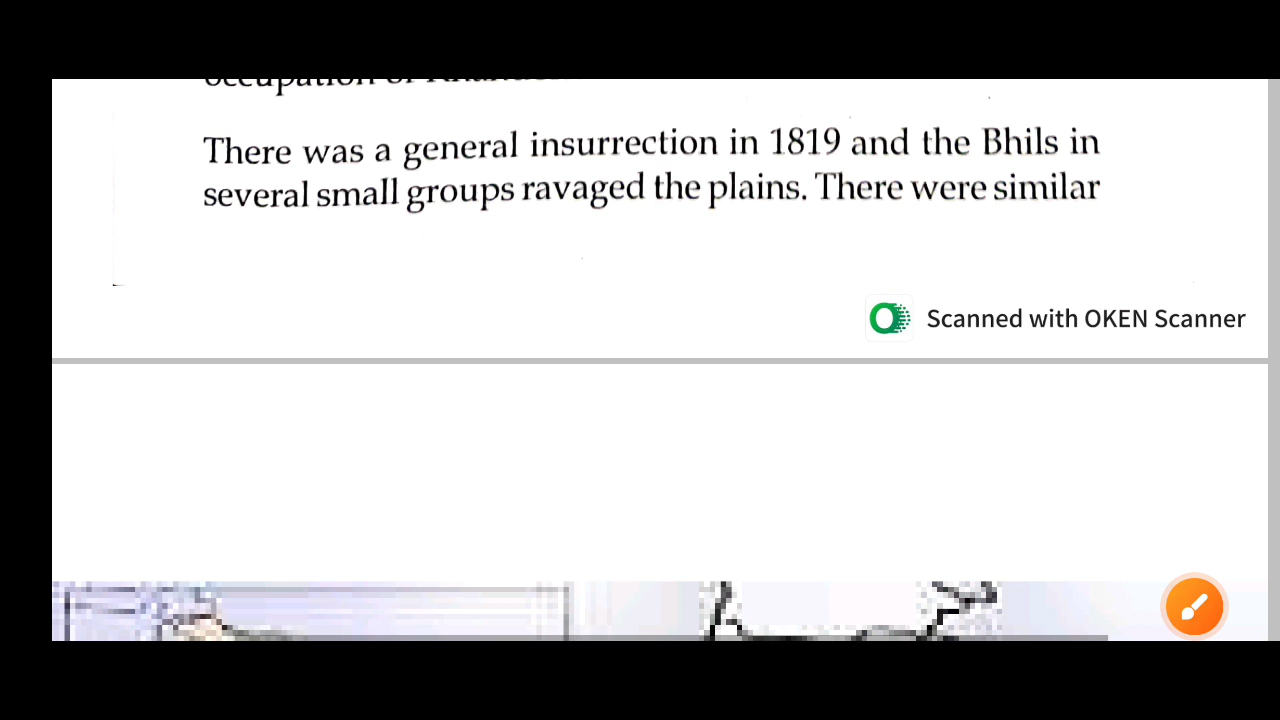 There was a general insurrection in 1819 and the Bhils in
several small groups ravaged the plains. There were similar
Scanned with OKEN Scanner